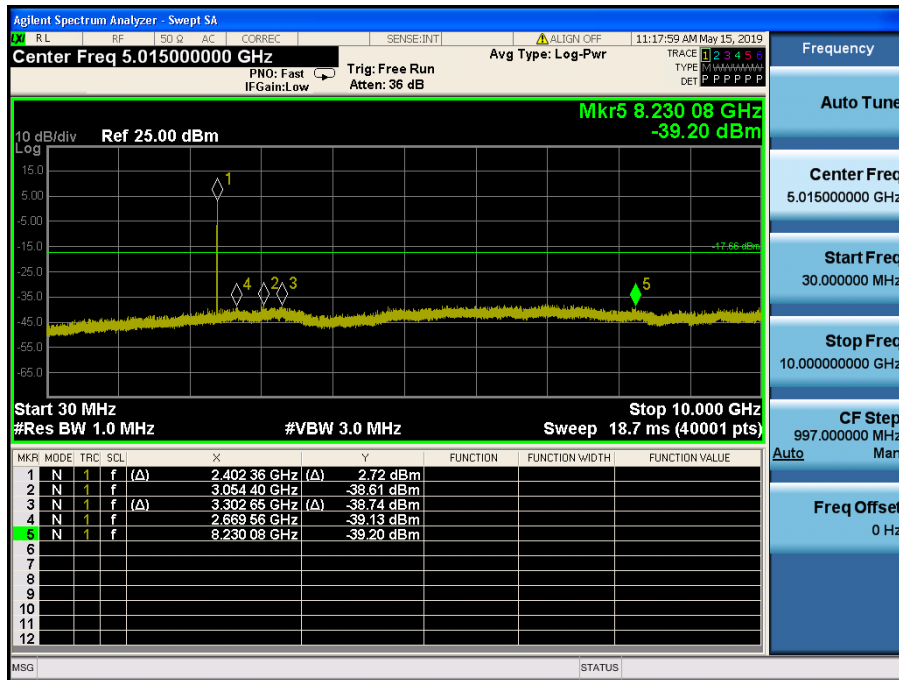 Agilent Spectrum Analyzer - Swept SA
LXI RL RF 50 Ω AC CORREC SENSE:INT ALIGN OFF 11:17:59 AM May 15, 2019
Center Freq 5.015000000 GHz
PNO: Fast
IFGain:Low
Trig: Free Run
Atten: 36 dB
Avg Type: Log-Pwr
TRACE 1 2 3 4 5 6
TYPE M WWWWW
DET P P P P P P
Mkr5 8.230 08 GHz
-39.20 dBm
10 dB/div Ref 25.00 dBm
Log
15.0
5.00
-5.00
-15.0
-25.0
-35.0
-45.0
-55.0
-65.0
1
4
2
3
5
-17.66 dBm
Start 30 MHz Stop 10.000 GHz
#Res BW 1.0 MHz #VBW 3.0 MHz Sweep 18.7 ms (40001 pts)
MKR MODE TRC SCL X Y FUNCTION FUNCTION WIDTH FUNCTION VALUE
1 N 1 f (Δ) 2.402 36 GHz (Δ) 2.72 dBm
2 N 1 f 3.054 40 GHz -38.61 dBm
3 N 1 f (Δ) 3.302 65 GHz (Δ) -38.74 dBm
4 N 1 f 2.669 56 GHz -39.13 dBm
5 N 1 f 8.230 08 GHz -39.20 dBm
6
7
8
9
10
11
12
MSG STATUS
Frequency
Auto Tune
Center Freq
5.015000000 GHz
Start Freq
30.000000 MHz
Stop Freq
10.000000000 GHz
CF Step
997.000000 MHz
Auto Man
Freq Offset
0 Hz